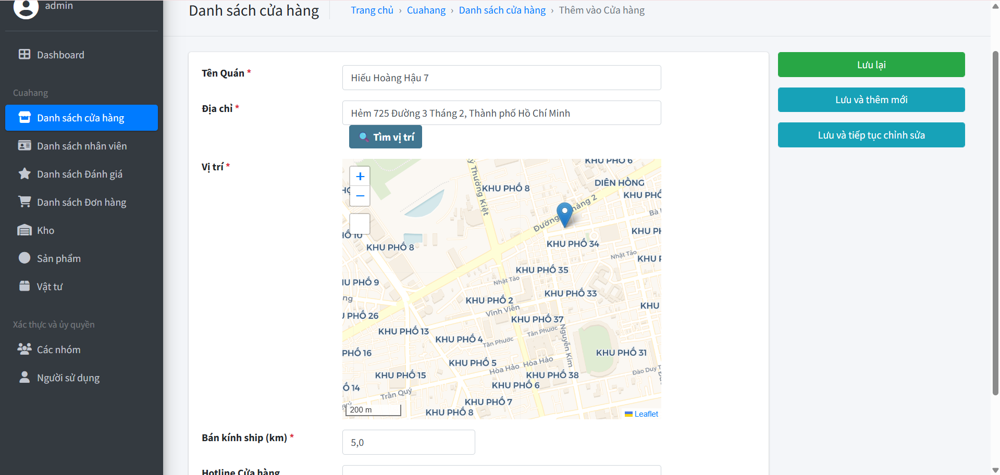 admin
Dashboard
Cuahang
Danh sách cửa hàng
Danh sách nhân viên
Danh sách Đánh giá
Danh sách Đơn hàng
Kho
Sản phẩm
Vật tư
Xác thực và ủy quyền
Các nhóm
Người sử dụng
Danh sách cửa hàng
Trang chủ › Cuahang › Danh sách cửa hàng › Thêm vào Cửa hàng
Tên Quán *
Hiếu Hoàng Hậu 7
Địa chỉ *
Hẻm 725 Đường 3 Tháng 2, Thành phố Hồ Chí Minh
🔍 Tìm vị trí
Vị trí *
+
−
KHU PHỐ 6
ý Thường Kiệt
KHU PHỐ 8
DIÊN HỒNG
KHU PHỐ
Bà
Đường
háng 2
KHU PH
KHU PHỐ 34
KHU PHỐ 8
Nhật Tảo
KHU
KHU PHỐ 35
Nhật Tảo
U PHỐ 9
KHU PHỐ 33
KHU PHỐ 2
KHU
Vĩnh Viễn
PHỐ 26
KHU PHỐ 37
KHU PHỐ 13
Tân Phước
KHU PHỐ 4
Tân Phước
Nguyễn Kim
PHỐ 16
KHU PHỐ 31
KHU PHỐ 5
Hòa Hảo
Hòa Hảo
KHU PHỐ 15
KHU PHỐ 38
Đào Duy T
Ố 14
KHU PHỐ 6
Trần Quý
KHU PHỐ 7
KHU PHỐ 8
200 m
Leaflet
Bán kính ship (km) *
5,0
Hotline Cửa hàng
Lưu lại
Lưu và thêm mới
Lưu và tiếp tục chỉnh sửa